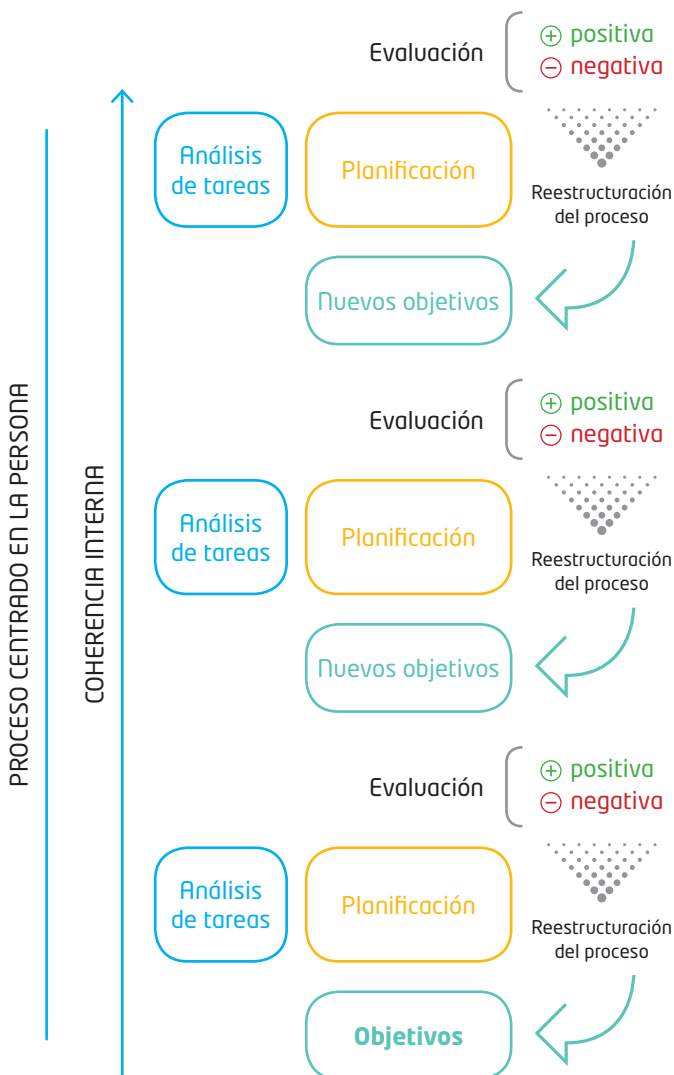 Evaluación
⊕ positiva
⊖ negativa
Análisis
de tareas
Planificación
Reestructuración
del proceso
Nuevos objetivos
Evaluación
⊕ positiva
⊖ negativa
Análisis
de tareas
Planificación
Reestructuración
del proceso
Nuevos objetivos
Evaluación
⊕ positiva
⊖ negativa
Análisis
de tareas
Planificación
Reestructuración
del proceso
Objetivos
PROCESO CENTRADO EN LA PERSONA
COHERENCIA INTERNA